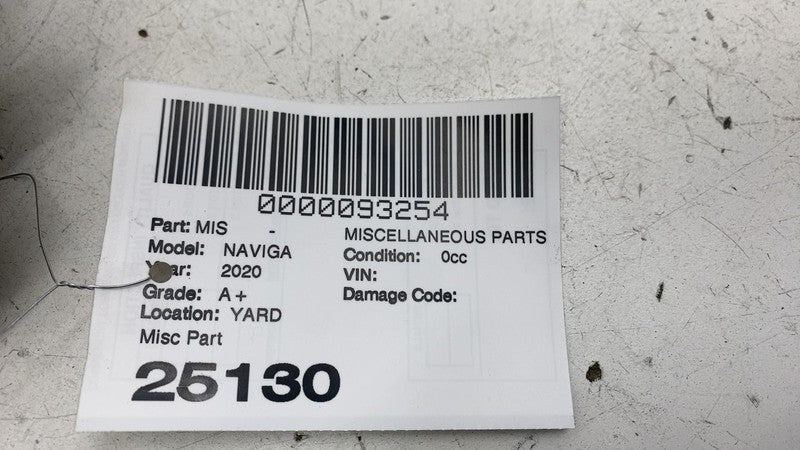 0000093254
Part: MIS - MISCELLANEOUS PARTS
Model: NAVIGA Condition: 0cc
Year: 2020 VIN:
Grade: A+ Damage Code:
Location: YARD
Misc Part
25130